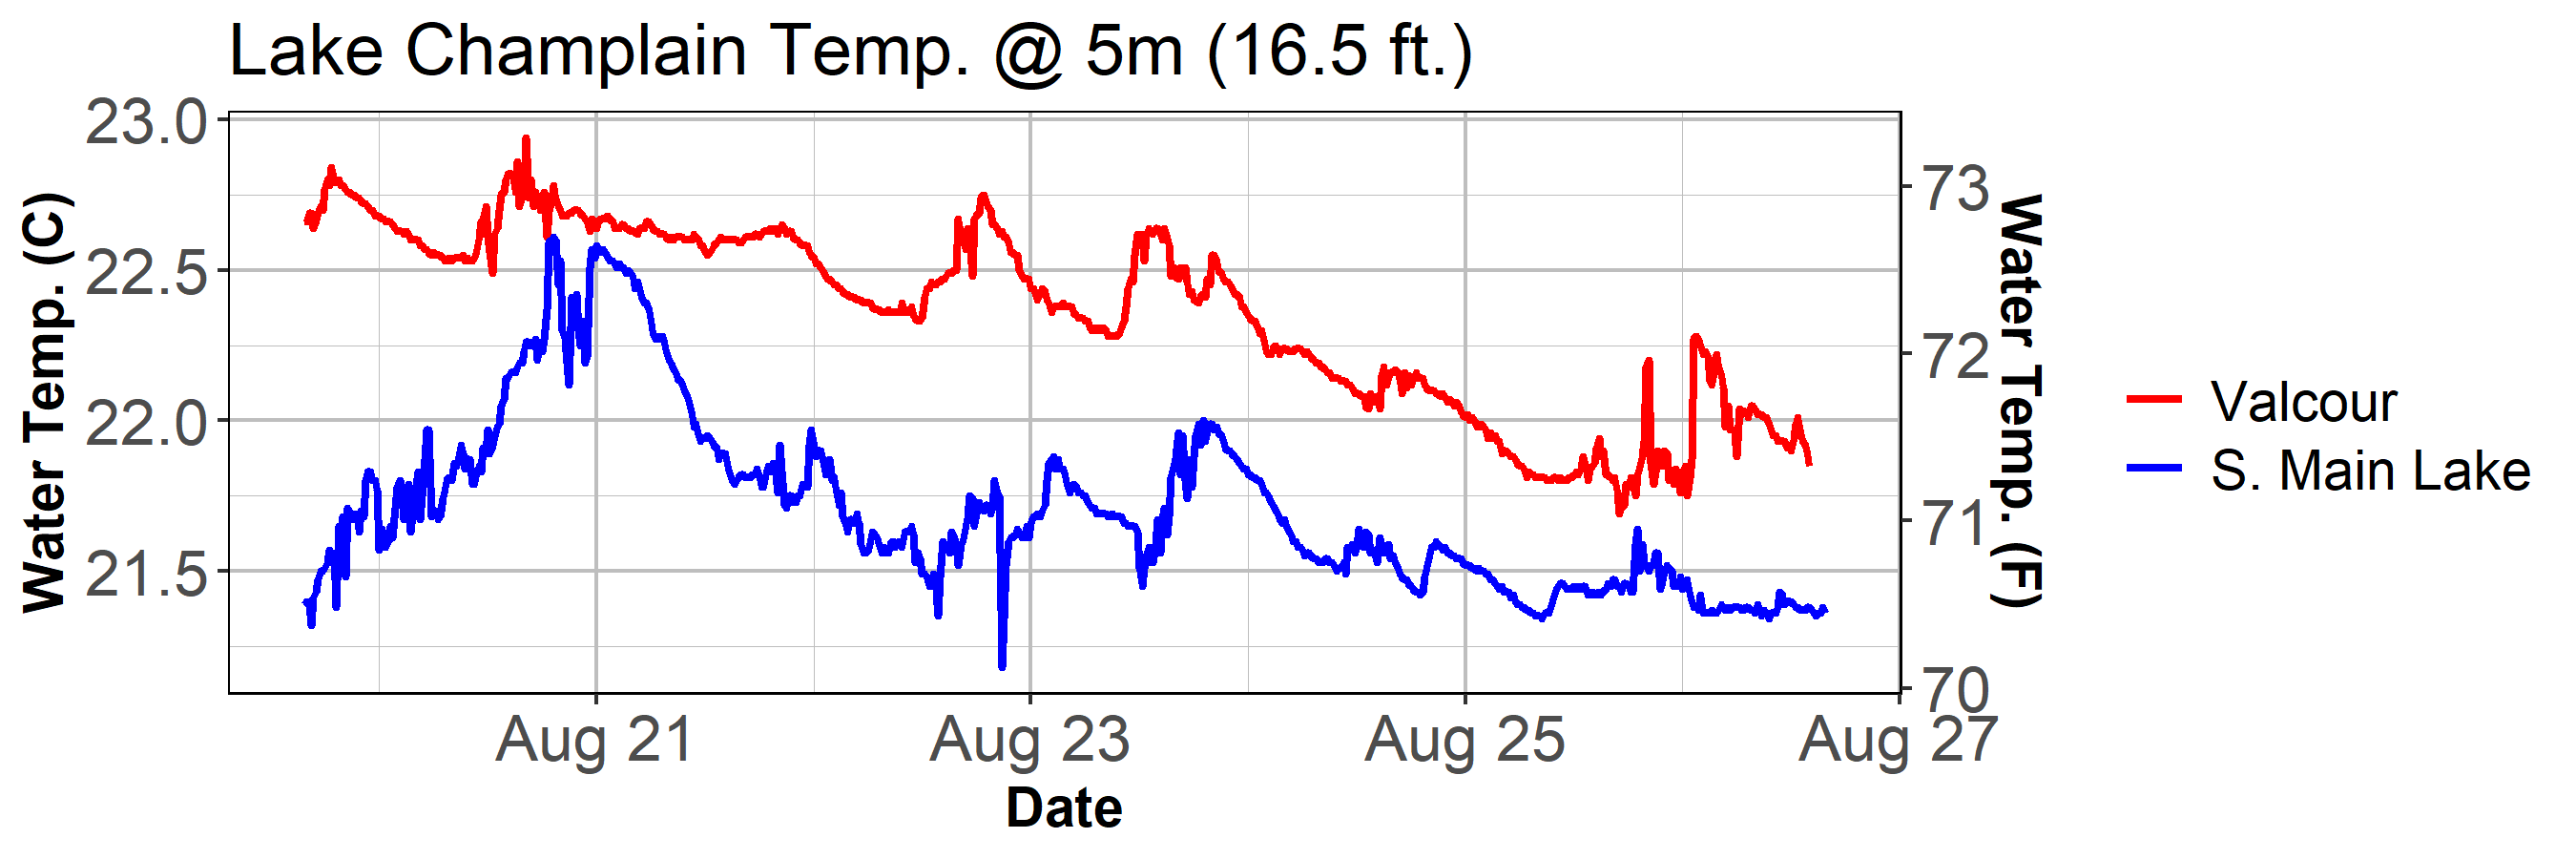 Lake Champlain Temp. @ 5m (16.5 ft.)
Water Temp. (C)
23.0
22.5
22.0
21.5
Water Temp. (F)
73
72
71
70
Aug 21
Aug 23
Aug 25
Aug 27
Date
Valcour
S. Main Lake